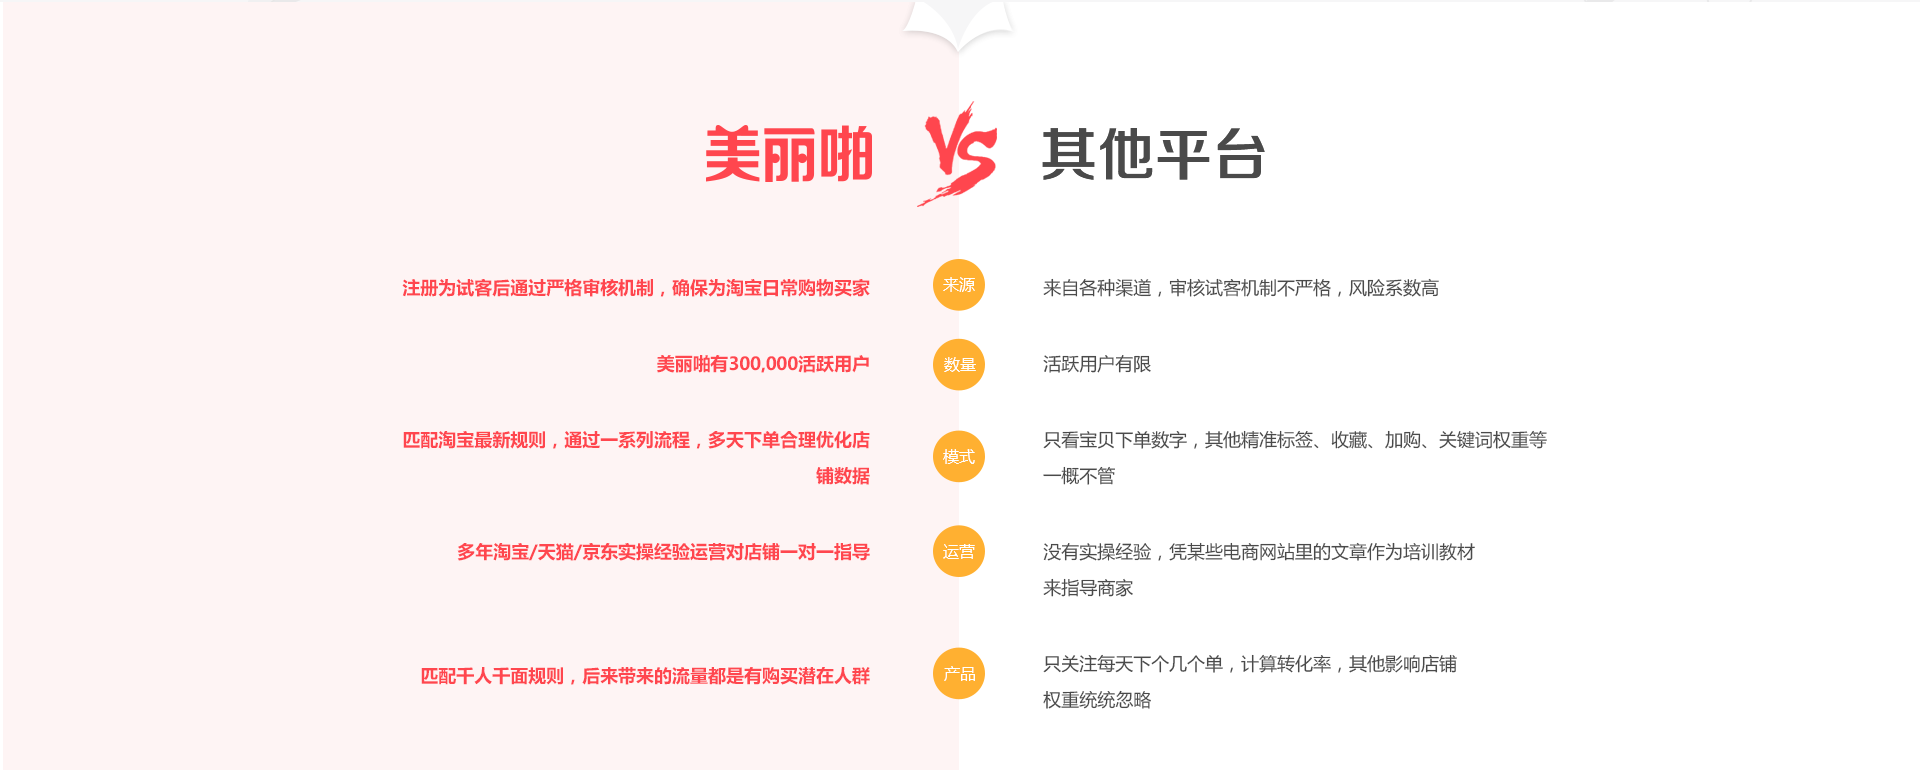 美丽啪 VS 其他平台
注册为试客后通过严格审核机制，确保为淘宝日常购物买家
来源
来自各种渠道，审核试客机制不严格，风险系数高
美丽啪有300,000活跃用户
数量
活跃用户有限
匹配淘宝最新规则，通过一系列流程，多天下单合理优化店
铺数据
模式
只看宝贝下单数字，其他精准标签、收藏、加购、关键词权重等
一概不管
多年淘宝/天猫/京东实操经验运营对店铺一对一指导
运营
没有实操经验，凭某些电商网站里的文章作为培训教材
来指导商家
匹配千人千面规则，后来带来的流量都是有购买潜在人群
产品
只关注每天下个几个单，计算转化率，其他影响店铺
权重统统忽略